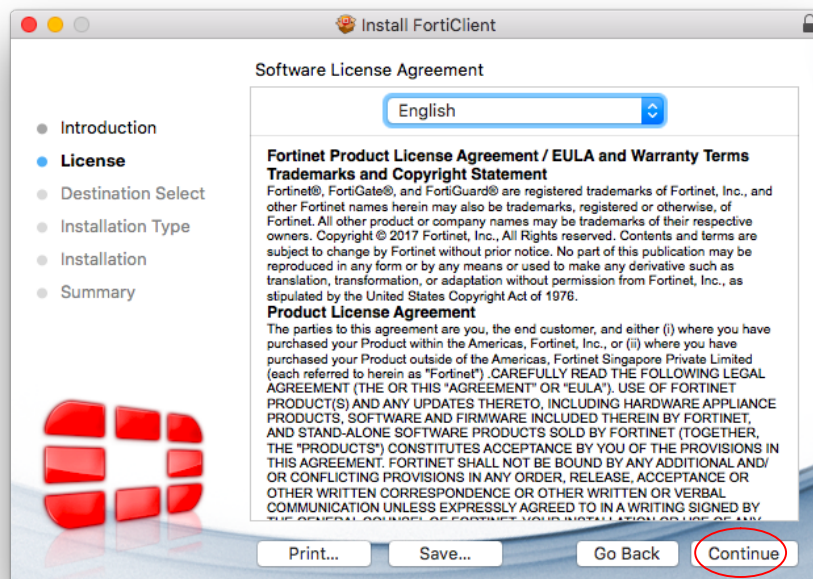 Install FortiClient
Software License Agreement
English
Introduction
License
Destination Select
Installation Type
Installation
Summary
Fortinet Product License Agreement / EULA and Warranty Terms
Trademarks and Copyright Statement
Fortinet®, FortiGate®, and FortiGuard® are registered trademarks of Fortinet, Inc., and
other Fortinet names herein may also be trademarks, registered or otherwise, of
Fortinet. All other product or company names may be trademarks of their respective
owners. Copyright © 2017 Fortinet, Inc., All Rights reserved. Contents and terms are
subject to change by Fortinet without prior notice. No part of this publication may be
reproduced in any form or by any means or used to make any derivative such as
translation, transformation, or adaptation without permission from Fortinet, Inc., as
stipulated by the United States Copyright Act of 1976.
Product License Agreement
The parties to this agreement are you, the end customer, and either (i) where you have
purchased your Product within the Americas, Fortinet, Inc., or (ii) where you have
purchased your Product outside of the Americas, Fortinet Singapore Private Limited
(each referred to herein as "Fortinet") .CAREFULLY READ THE FOLLOWING LEGAL
AGREEMENT (THE OR THIS “AGREEMENT” OR “EULA”). USE OF FORTINET
PRODUCT(S) AND ANY UPDATES THERETO, INCLUDING HARDWARE APPLIANCE
PRODUCTS, SOFTWARE AND FIRMWARE INCLUDED THEREIN BY FORTINET,
AND STAND-ALONE SOFTWARE PRODUCTS SOLD BY FORTINET (TOGETHER,
THE "PRODUCTS") CONSTITUTES ACCEPTANCE BY YOU OF THE PROVISIONS IN
THIS AGREEMENT. FORTINET SHALL NOT BE BOUND BY ANY ADDITIONAL AND/
OR CONFLICTING PROVISIONS IN ANY ORDER, RELEASE, ACCEPTANCE OR
OTHER WRITTEN CORRESPONDENCE OR OTHER WRITTEN OR VERBAL
COMMUNICATION UNLESS EXPRESSLY AGREED TO IN A WRITING SIGNED BY
THE GENERAL COUNSEL OF FORTINET. YOUR INSTALLATION OR USE OF ANY
Print...
Save...
Go Back
Continue